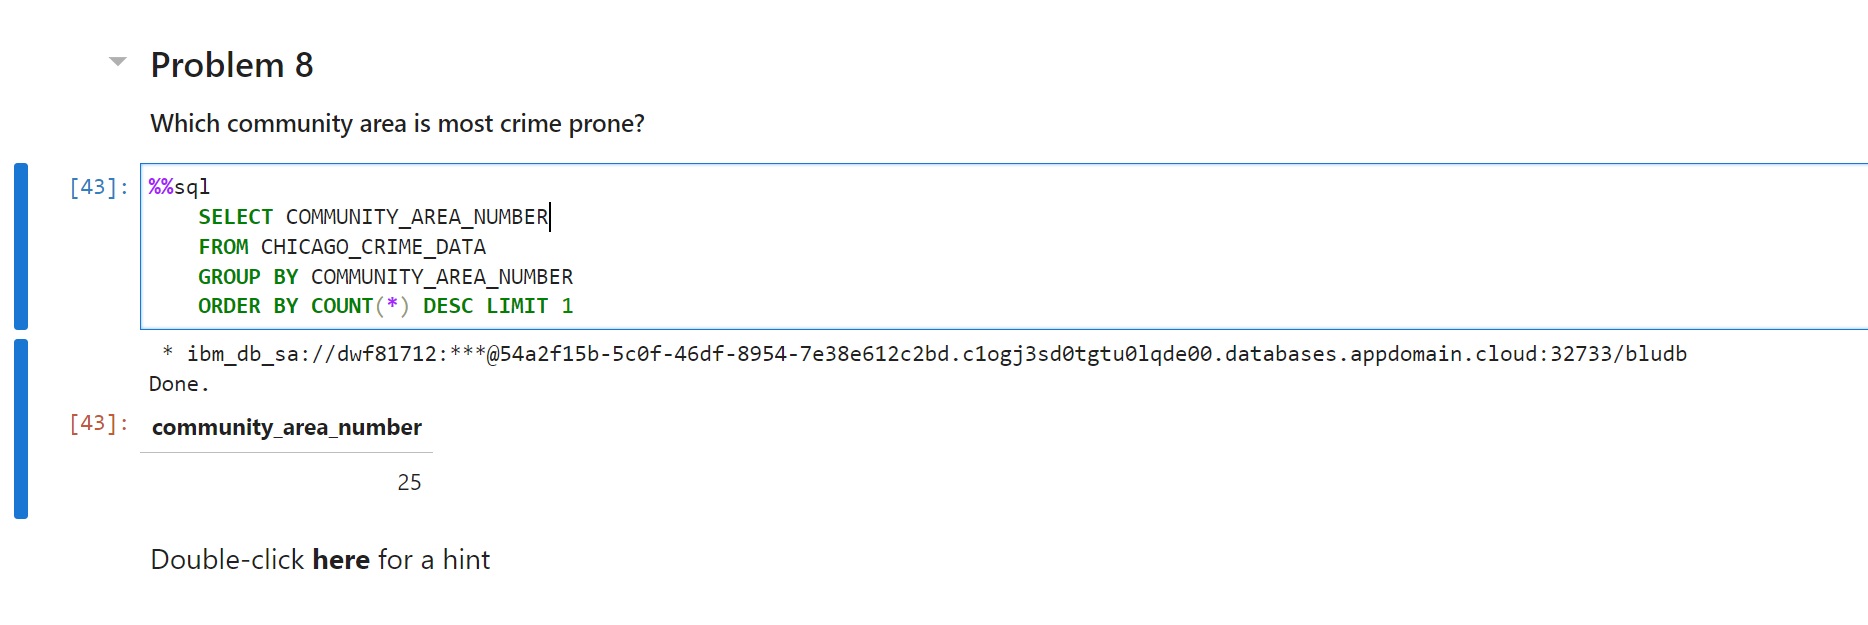 Problem 8
Which community area is most crime prone?
[43]: %%sql
SELECT COMMUNITY_AREA_NUMBER
FROM CHICAGO_CRIME_DATA
GROUP BY COMMUNITY_AREA_NUMBER
ORDER BY COUNT(*) DESC LIMIT 1
* ibm_db_sa://dwf81712:***@54a2f15b-5c0f-46df-8954-7e38e612c2bd.c1ogj3sd0tgtu0lqde00.databases.appdomain.cloud:32733/bludb
Done.
[43]: community_area_number
25
Double-click here for a hint